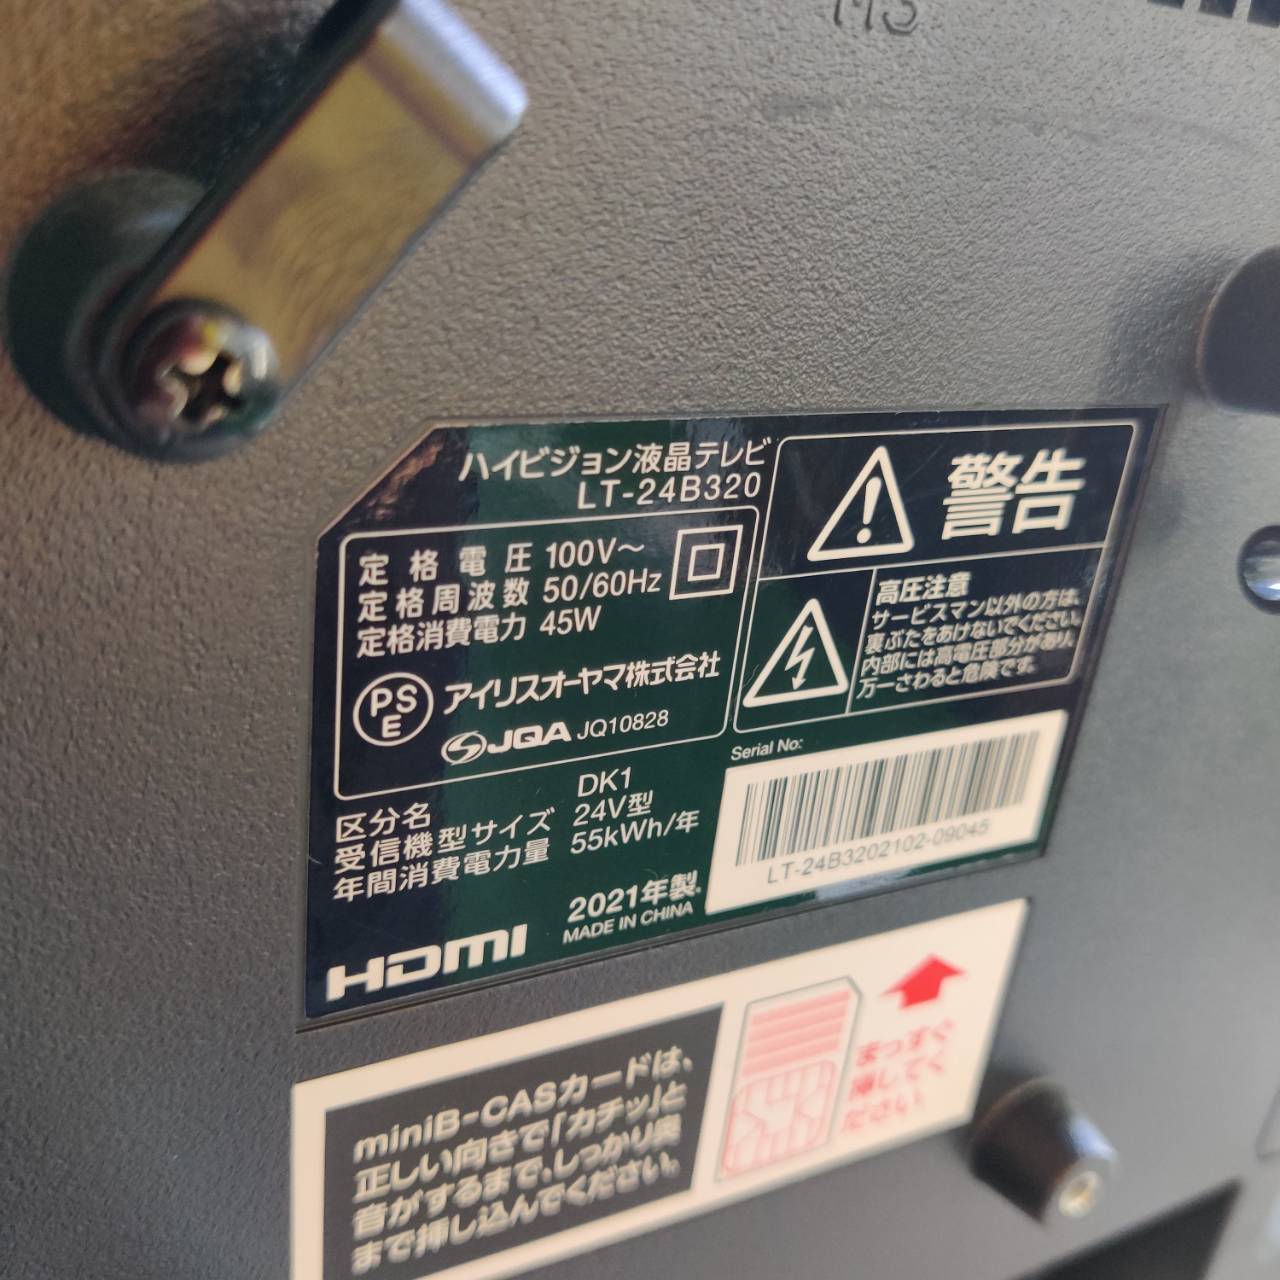 M3
ハイビジョン液晶テレビ
LT-24B320
定格電圧 100V〜
定格周波数 50/60Hz
定格消費電力 45W
PS
E
アイリスオーヤマ株式会社
JQA JQ10828
区分名 DK1
受信機型サイズ 24V型
年間消費電力量 55kWh/年
2021年製
MADE IN CHINA
HDMI
警告
高圧注意
サービスマン以外の方は、
裏ぶたをあけないでください。
内部には高電圧部分があり、
万一さわると危険です。
Serial No:
LT-24B3202102-09045
miniB-CASカードは、
正しい向きで「カチッ」と
音がするまで、しっかり奥
まで挿し込んでください。
まっすぐ
挿してく
ださい。